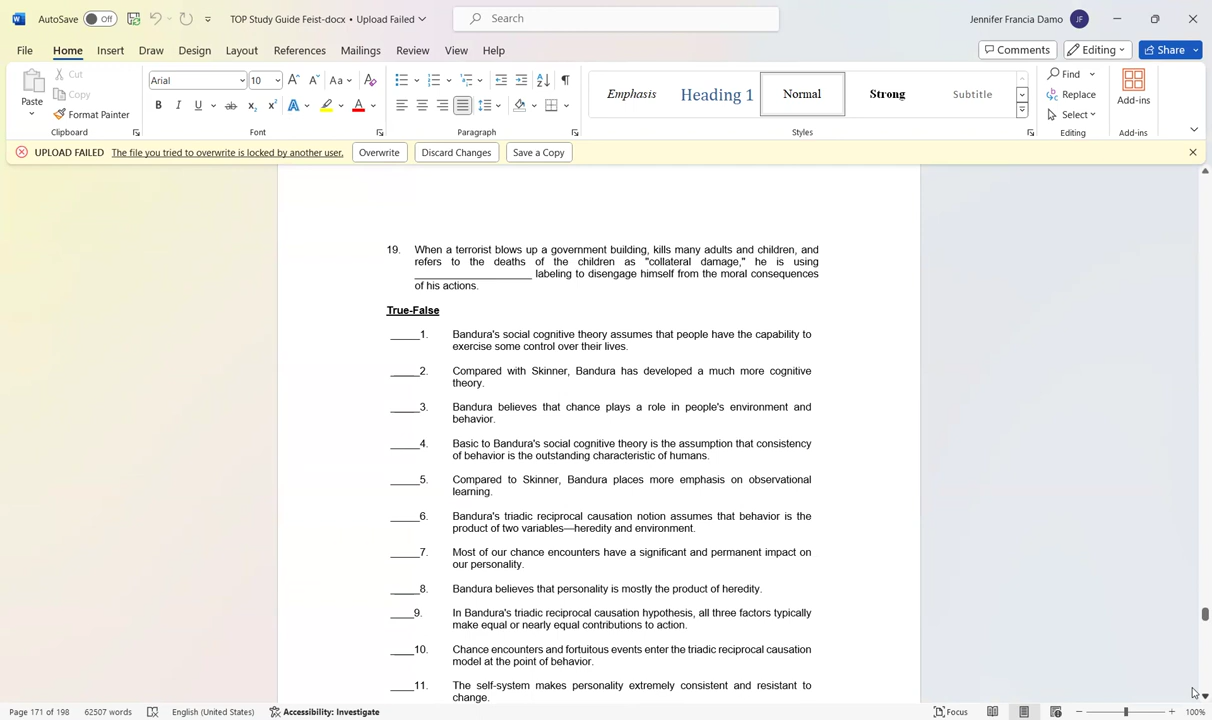 AutoSave Off TOP Study Guide Feist-docx • Upload Failed Search Jennifer Francia Damo JF
File Home Insert Draw Design Layout References Mailings Review View Help Comments Editing Share
Paste Cut Copy Format Painter Arial 10 Aa Emphasis Heading 1 Normal Strong Subtitle Find Replace Select Add-ins
Clipboard Font Paragraph Styles Editing Add-ins
UPLOAD FAILED The file you tried to overwrite is locked by another user. Overwrite Discard Changes Save a Copy
19. When a terrorist blows up a government building, kills many adults and children, and
refers to the deaths of the children as "collateral damage," he is using
____________________ labeling to disengage himself from the moral consequences
of his actions.
True-False
_____1. Bandura's social cognitive theory assumes that people have the capability to
exercise some control over their lives.
_____2. Compared with Skinner, Bandura has developed a much more cognitive
theory.
_____3. Bandura believes that chance plays a role in people's environment and
behavior.
_____4. Basic to Bandura's social cognitive theory is the assumption that consistency
of behavior is the outstanding characteristic of humans.
_____5. Compared to Skinner, Bandura places more emphasis on observational
learning.
_____6. Bandura's triadic reciprocal causation notion assumes that behavior is the
product of two variables—heredity and environment.
_____7. Most of our chance encounters have a significant and permanent impact on
our personality.
_____8. Bandura believes that personality is mostly the product of heredity.
____9. In Bandura's triadic reciprocal causation hypothesis, all three factors typically
make equal or nearly equal contributions to action.
____10. Chance encounters and fortuitous events enter the triadic reciprocal causation
model at the point of behavior.
____11. The self-system makes personality extremely consistent and resistant to
change.
Page 171 of 198 62507 words English (United States) Accessibility: Investigate Focus 100%